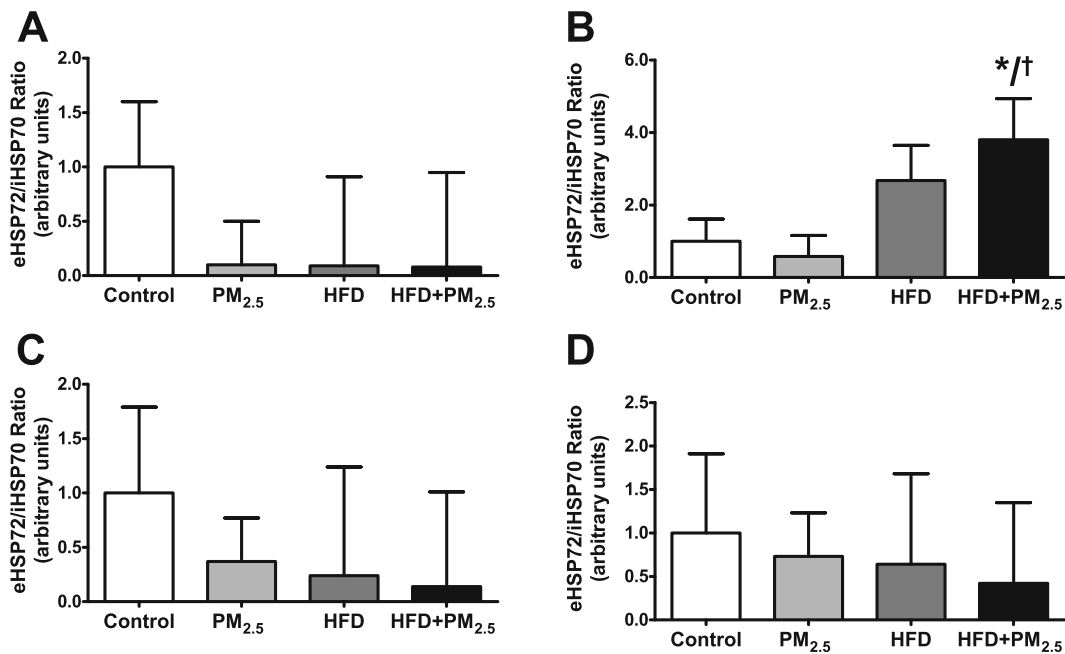 A
eHSP72/iHSP70 Ratio
(arbitrary units)
2.0
1.5
1.0
0.5
0.0
Control PM2.5 HFD HFD+PM2.5
B
eHSP72/iHSP70 Ratio
(arbitrary units)
6.0
4.0
2.0
0.0
*/†
Control PM2.5 HFD HFD+PM2.5
C
eHSP72/iHSP70 Ratio
(arbitrary units)
2.0
1.5
1.0
0.5
0.0
Control PM2.5 HFD HFD+PM2.5
D
eHSP72/iHSP70 Ratio
(arbitrary units)
2.5
2.0
1.5
1.0
0.5
0.0
Control PM2.5 HFD HFD+PM2.5